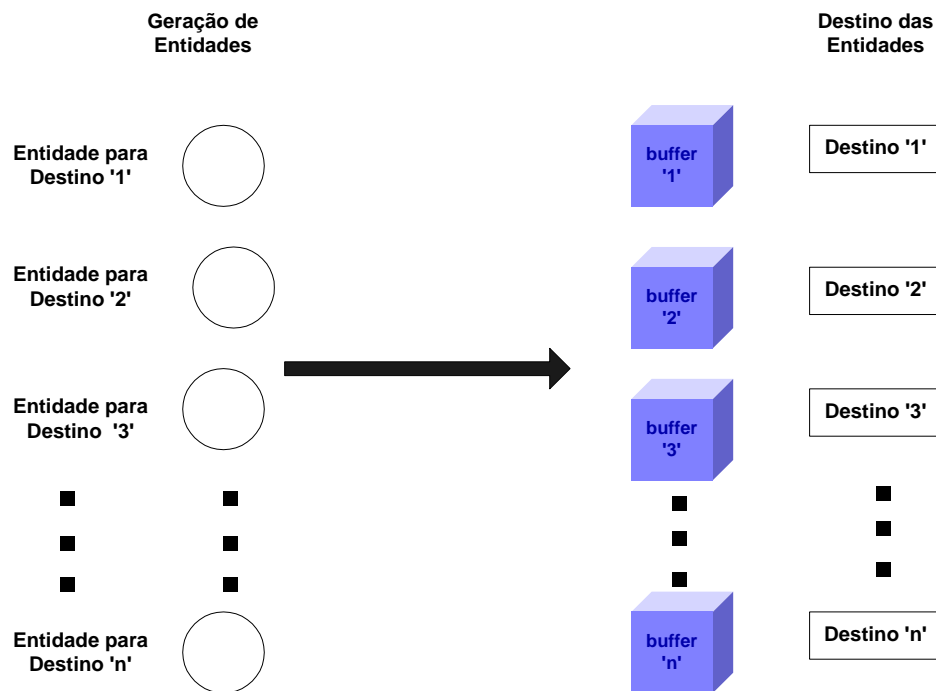 Geração de
Entidades
Destino das
Entidades
Entidade para
Destino '1'
buffer
'1'
Destino '1'
Entidade para
Destino '2'
buffer
'2'
Destino '2'
Entidade para
Destino  '3'
buffer
'3'
Destino '3'
Entidade para
Destino 'n'
buffer
'n'
Destino 'n'